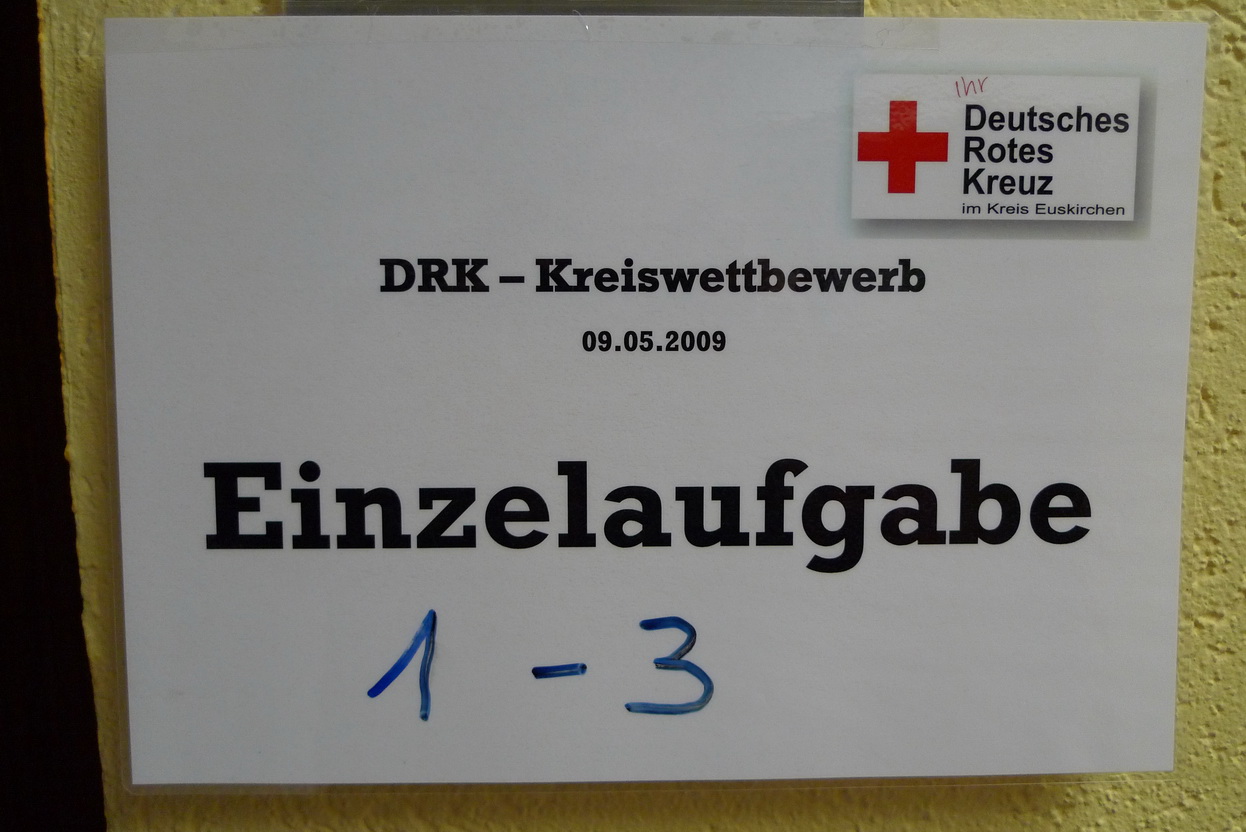 Ihr
Deutsches
Rotes
Kreuz
im Kreis Euskirchen
DRK – Kreiswettbewerb
09.05.2009
Einzelaufgabe
1 - 3